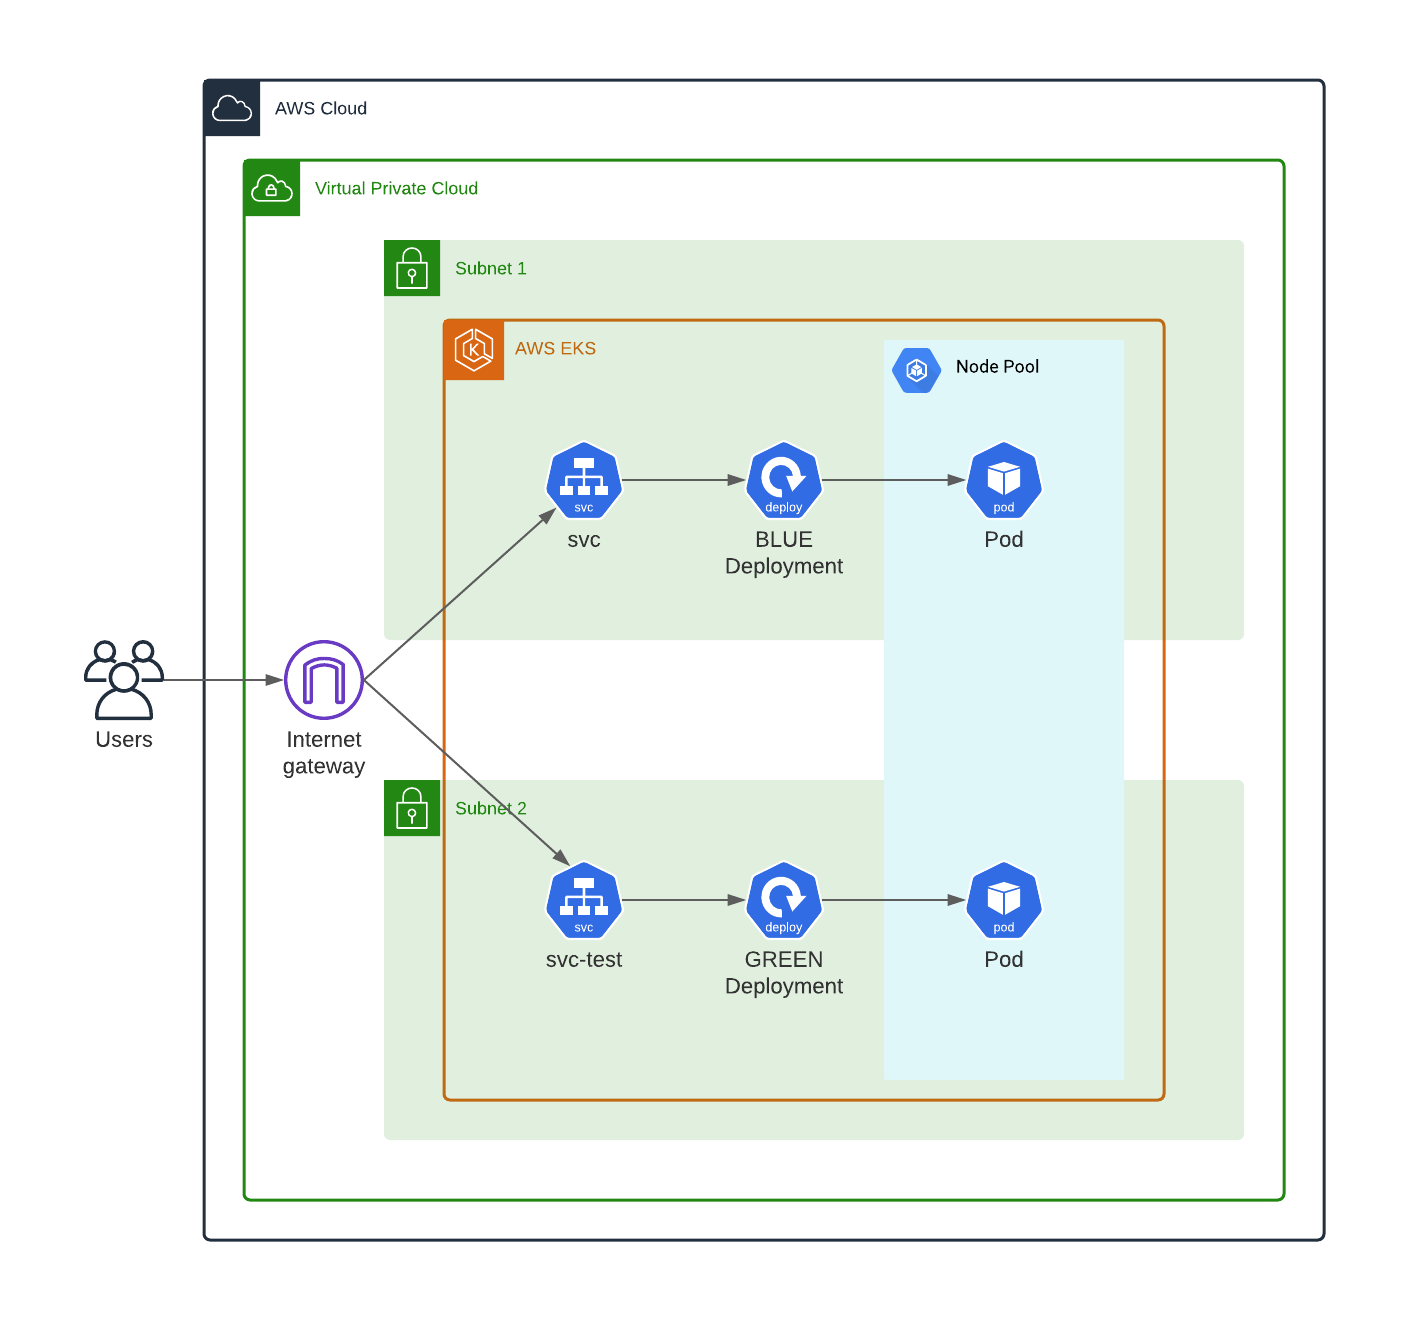 AWS Cloud
Virtual Private Cloud
Subnet 1
AWS EKS
Node Pool
svc
deploy
pod
svc
BLUE
Deployment
Pod
Users
Internet
gateway
Subnet 2
svc
deploy
pod
svc-test
GREEN
Deployment
Pod